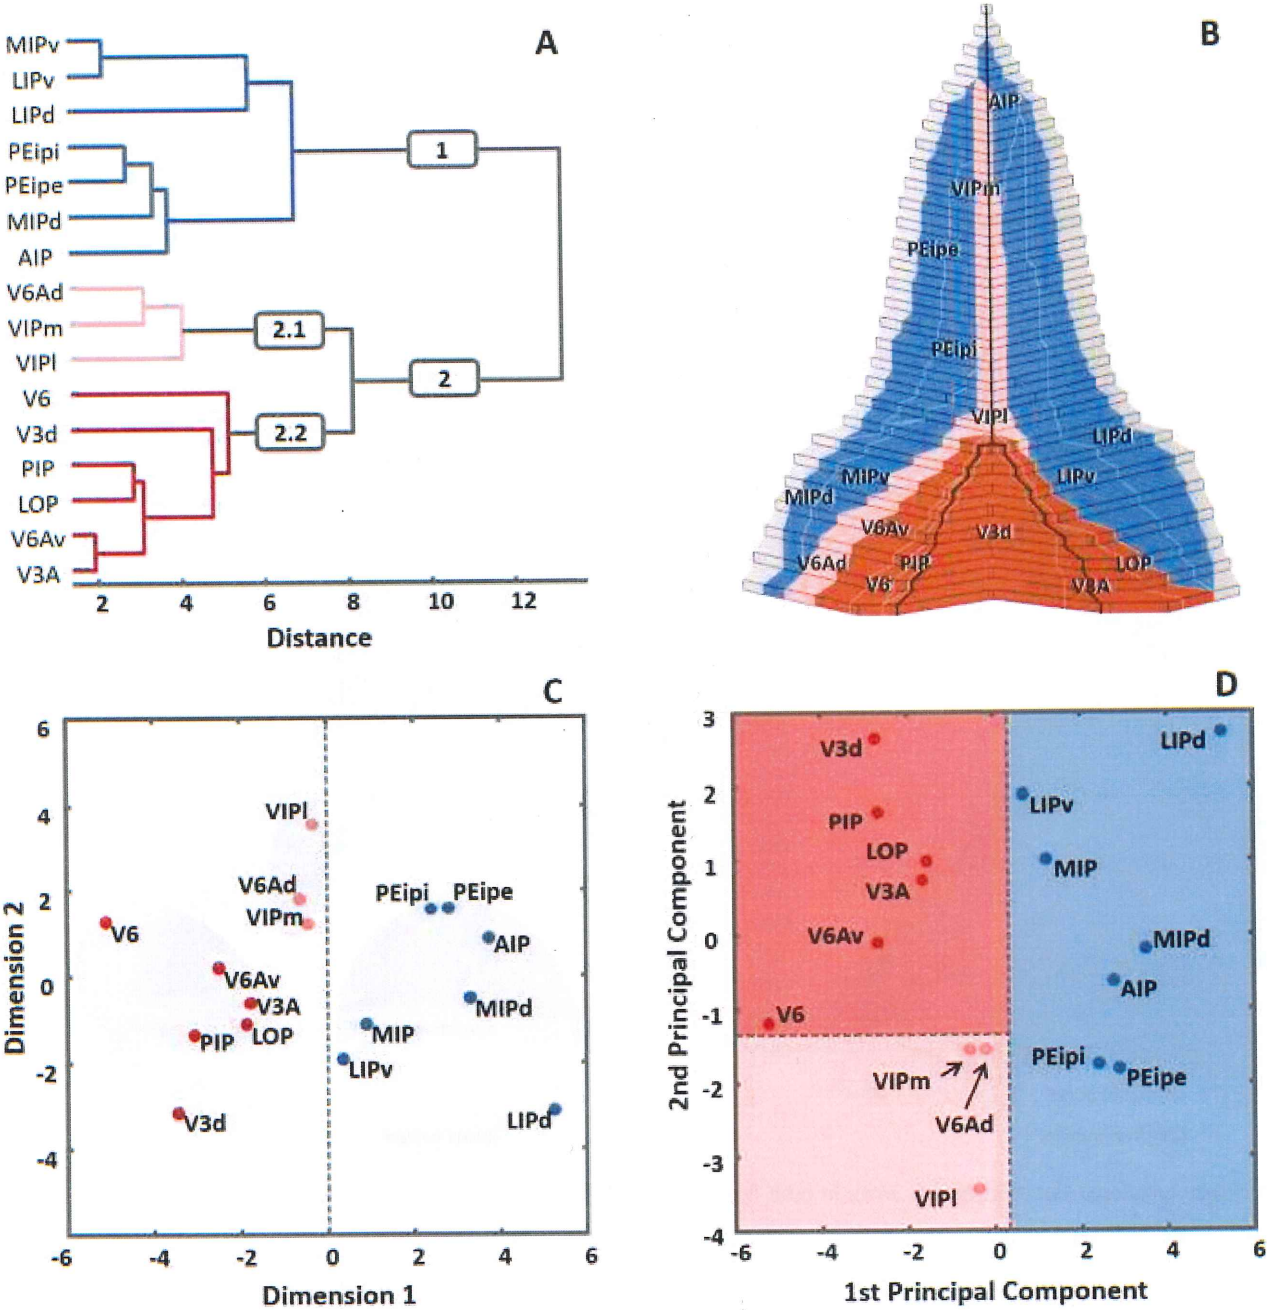 A
MIPv
LIPv
LIPd
PEipi
PEipe
MIPd
AIP
V6Ad
VIPm
VIPl
V6
V3d
PIP
LOP
V6Av
V3A
1
2.1
2
2.2
2 4 6 8 10 12
Distance
B
AIP
VIPm
PEipe
PEipi
VIPl
LIPd
MIPv LIPv
MIPd
V6Av V3d
V6Ad PIP LOP
V6 V3A
C
6
4
2
0
-2
-4
Dimension 2
VIPl
V6Ad PEipi PEipe
VIPm
V6 AIP
V6Av
V3A MIPd
PIP LOP MIP
LIPv
V3d LIPd
-6 -4 -2 0 2 4 6
Dimension 1
D
3
2
1
0
-1
-2
-3
-4
2nd Principal Component
V3d LIPd
PIP LIPv
LOP MIP
V3A
V6Av MIPd
AIP
V6
PEipi PEipe
VIPm
V6Ad
VIPl
-6 -4 -2 0 2 4 6
1st Principal Component